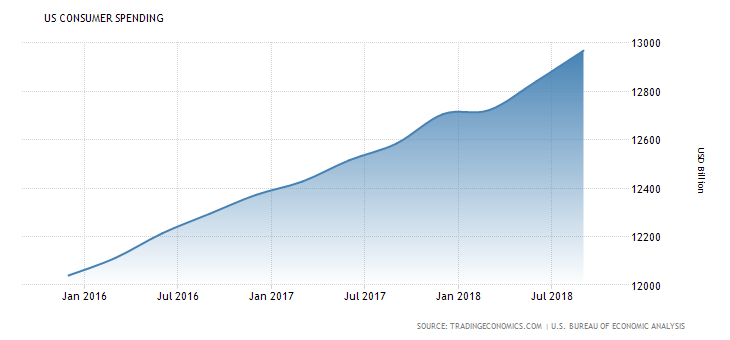 US CONSUMER SPENDING
13000
12800
12600
12400
12200
12000
USD Billion
Jan 2016 Jul 2016 Jan 2017 Jul 2017 Jan 2018 Jul 2018
SOURCE: TRADINGECONOMICS.COM | U.S. BUREAU OF ECONOMIC ANALYSIS